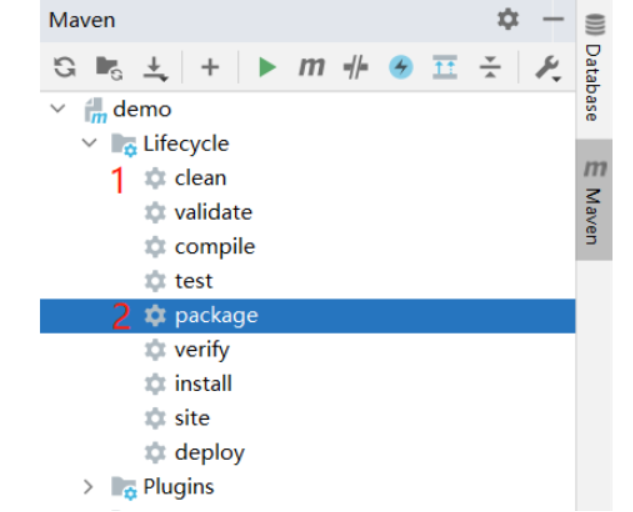 Maven
demo
Lifecycle
1 clean
validate
compile
test
2 package
verify
install
site
deploy
Plugins
Database
m Maven